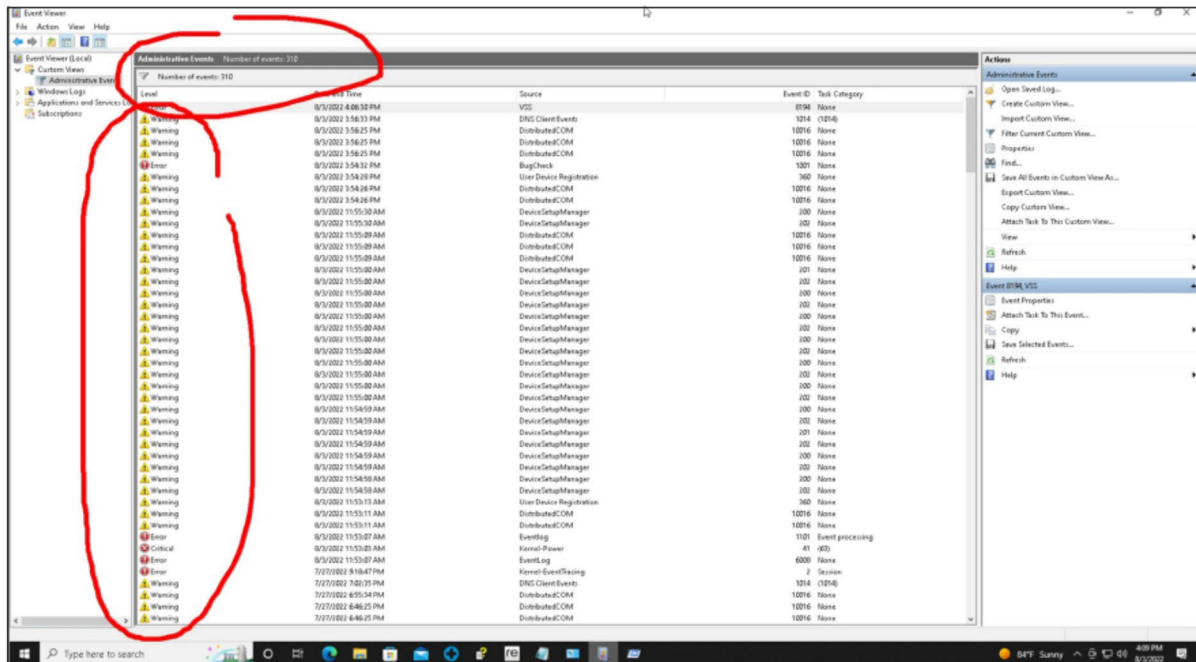 Event Viewer
File Action View Help
Event Viewer (Local)
Custom Views
Administrative Even
Windows Logs
Applications and Services Lo
Subscriptions
Administrative Events Number of events: 310
Number of events: 310
Level Time Source Event ID Task Category
8/3/2022 4:06:30 PM VSS 8194 None
Warning 8/3/2022 3:56:33 PM DNS Client Events 1014 (1014)
Warning 8/3/2022 3:56:25 PM DistributedCOM 10016 None
Warning 8/3/2022 3:56:25 PM DistributedCOM 10016 None
Warning 8/3/2022 3:56:25 PM DistributedCOM 10016 None
Error 8/3/2022 3:54:32 PM BugCheck 1001 None
Warning 8/3/2022 3:54:28 PM User Device Registration 360 None
Warning 8/3/2022 3:54:26 PM DistributedCOM 10016 None
Warning 8/3/2022 3:54:26 PM DistributedCOM 10016 None
Warning 8/3/2022 11:55:30 AM DeviceSetupManager 200 None
Warning 8/3/2022 11:55:30 AM DeviceSetupManager 202 None
Warning 8/3/2022 11:55:09 AM DistributedCOM 10016 None
Warning 8/3/2022 11:55:09 AM DistributedCOM 10016 None
Warning 8/3/2022 11:55:09 AM DistributedCOM 10016 None
Warning 8/3/2022 11:55:00 AM DeviceSetupManager 201 None
Warning 8/3/2022 11:55:00 AM DeviceSetupManager 202 None
Warning 8/3/2022 11:55:00 AM DeviceSetupManager 200 None
Warning 8/3/2022 11:55:00 AM DeviceSetupManager 202 None
Warning 8/3/2022 11:55:00 AM DeviceSetupManager 200 None
Warning 8/3/2022 11:55:00 AM DeviceSetupManager 202 None
Warning 8/3/2022 11:55:00 AM DeviceSetupManager 200 None
Warning 8/3/2022 11:55:00 AM DeviceSetupManager 202 None
Warning 8/3/2022 11:55:00 AM DeviceSetupManager 200 None
Warning 8/3/2022 11:55:00 AM DeviceSetupManager 202 None
Warning 8/3/2022 11:55:00 AM DeviceSetupManager 200 None
Warning 8/3/2022 11:55:00 AM DeviceSetupManager 202 None
Warning 8/3/2022 11:54:59 AM DeviceSetupManager 200 None
Warning 8/3/2022 11:54:59 AM DeviceSetupManager 202 None
Warning 8/3/2022 11:54:59 AM DeviceSetupManager 201 None
Warning 8/3/2022 11:54:59 AM DeviceSetupManager 202 None
Warning 8/3/2022 11:54:59 AM DeviceSetupManager 200 None
Warning 8/3/2022 11:54:59 AM DeviceSetupManager 202 None
Warning 8/3/2022 11:54:58 AM DeviceSetupManager 200 None
Warning 8/3/2022 11:54:58 AM DeviceSetupManager 202 None
Warning 8/3/2022 11:53:13 AM User Device Registration 360 None
Warning 8/3/2022 11:53:11 AM DistributedCOM 10016 None
Warning 8/3/2022 11:53:11 AM DistributedCOM 10016 None
Error 8/3/2022 11:53:07 AM Eventlog 1101 Event processing
Critical 8/3/2022 11:53:03 AM Kernel-Power 41 (63)
Error 8/3/2022 11:53:07 AM EventLog 6008 None
Error 7/27/2022 9:18:47 PM Kernel-EventTracing 2 Session
Warning 7/27/2022 7:02:35 PM DNS Client Events 1014 (1014)
Warning 7/27/2022 6:55:34 PM DistributedCOM 10016 None
Warning 7/27/2022 6:46:25 PM DistributedCOM 10016 None
Warning 7/27/2022 6:46:25 PM DistributedCOM 10016 None
Actions
Administrative Events
Open Saved Log...
Create Custom View...
Import Custom View...
Filter Current Custom View...
Properties
Find...
Save All Events in Custom View As...
Export Custom View...
Copy Custom View...
Attach Task To This Custom View...
View
Refresh
Help
Event 8194, VSS
Event Properties
Attach Task To This Event...
Copy
Save Selected Events...
Refresh
Help
Type here to search
84°F Sunny
4:09 PM
8/3/2022